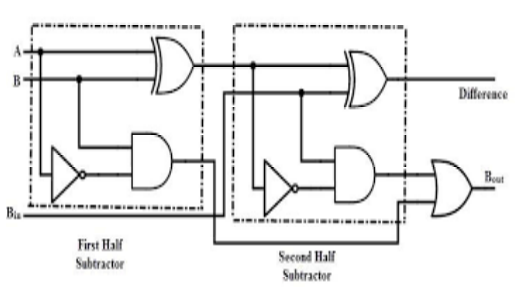 A
B
Difference
Bout
Bin
First Half
Subtractor
Second Half
Subtractor